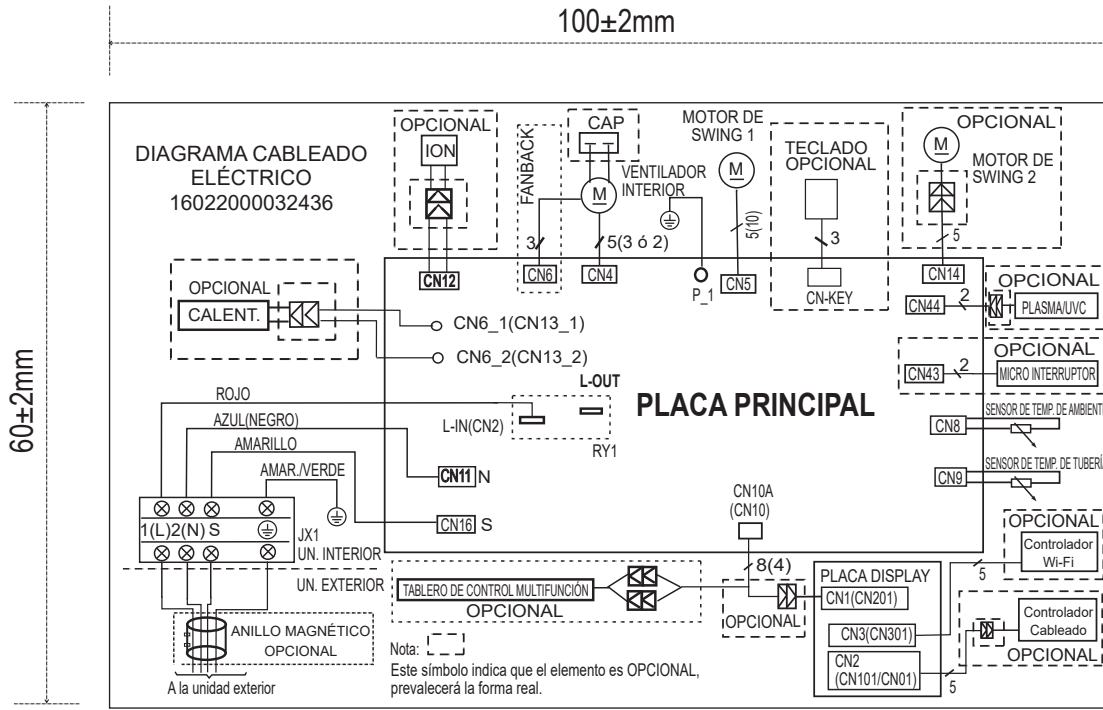 100±2mm
60±2mm
DIAGRAMA CABLEADO
ELÉCTRICO
16022000032436
OPCIONAL
ION
CN12
FANBACK
CAP
M
VENTILADOR
INTERIOR
3
5(3 ó 2)
CN6
CN4
P_1
MOTOR DE
SWING 1
M
5(10)
CN5
TECLADO
OPCIONAL
3
CN-KEY
OPCIONAL
M
MOTOR DE
SWING 2
5
CN14
OPCIONAL
CN44
2
PLASMA/UVC
OPCIONAL
CN43
2
MICRO INTERRUPTOR
SENSOR DE TEMP. DE AMBIENTE
CN8
SENSOR DE TEMP. DE TUBERÍ
CN9
OPCIONAL
CALENT.
CN6_1(CN13_1)
CN6_2(CN13_2)
L-OUT
L-IN(CN2)
RY1
PLACA PRINCIPAL
ROJO
AZUL(NEGRO)
AMARILLO
AMAR./VERDE
CN11 N
CN16 S
1(L)2(N) S
JX1
UN. INTERIOR
UN. EXTERIOR
ANILLO MAGNÉTICO
OPCIONAL
A la unidad exterior
CN10A
(CN10)
8(4)
TABLERO DE CONTROL MULTIFUNCIÓN
OPCIONAL
OPCIONAL
PLACA DISPLAY
CN1(CN201)
CN3(CN301)
CN2
(CN101/CN01)
5
OPCIONAL
Controlador
Wi-Fi
5
Controlador
Cableado
OPCIONAL
Nota:
Este símbolo indica que el elemento es OPCIONAL,
prevalecerá la forma real.